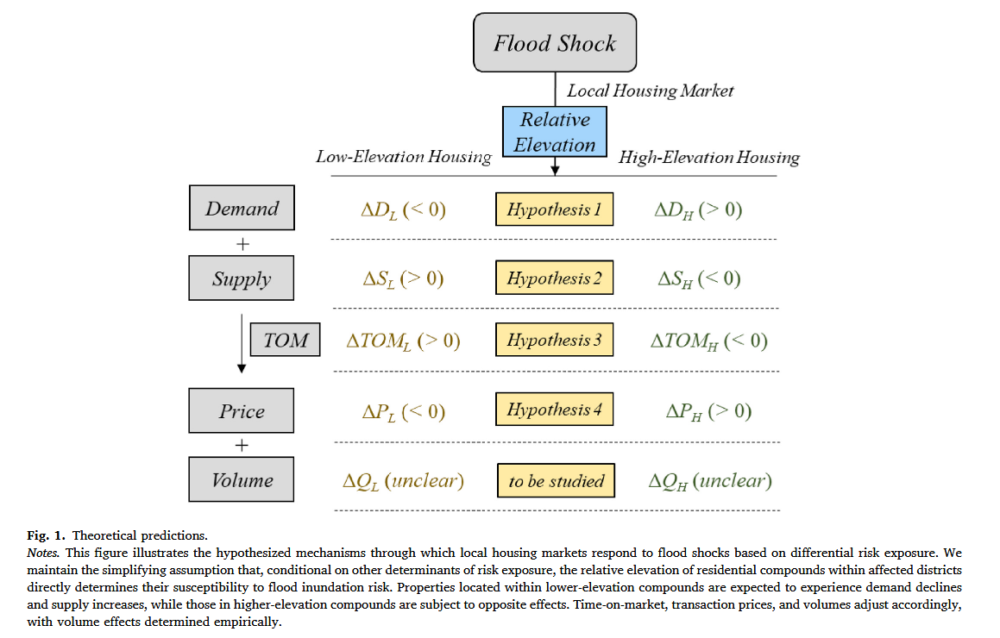 Flood Shock
Local Housing Market
Relative
Elevation
Low-Elevation Housing
High-Elevation Housing
Demand
ΔD_L (< 0)
Hypothesis 1
ΔD_H (> 0)
+
Supply
ΔS_L (> 0)
Hypothesis 2
ΔS_H (< 0)
TOM
ΔTOM_L (> 0)
Hypothesis 3
ΔTOM_H (< 0)
Price
ΔP_L (< 0)
Hypothesis 4
ΔP_H (> 0)
+
Volume
ΔQ_L (unclear)
to be studied
ΔQ_H (unclear)
Fig. 1. Theoretical predictions.
Notes. This figure illustrates the hypothesized mechanisms through which local housing markets respond to flood shocks based on differential risk exposure. We
maintain the simplifying assumption that, conditional on other determinants of risk exposure, the relative elevation of residential compounds within affected districts
directly determines their susceptibility to flood inundation risk. Properties located within lower-elevation compounds are expected to experience demand declines
and supply increases, while those in higher-elevation compounds are subject to opposite effects. Time-on-market, transaction prices, and volumes adjust accordingly,
with volume effects determined empirically.